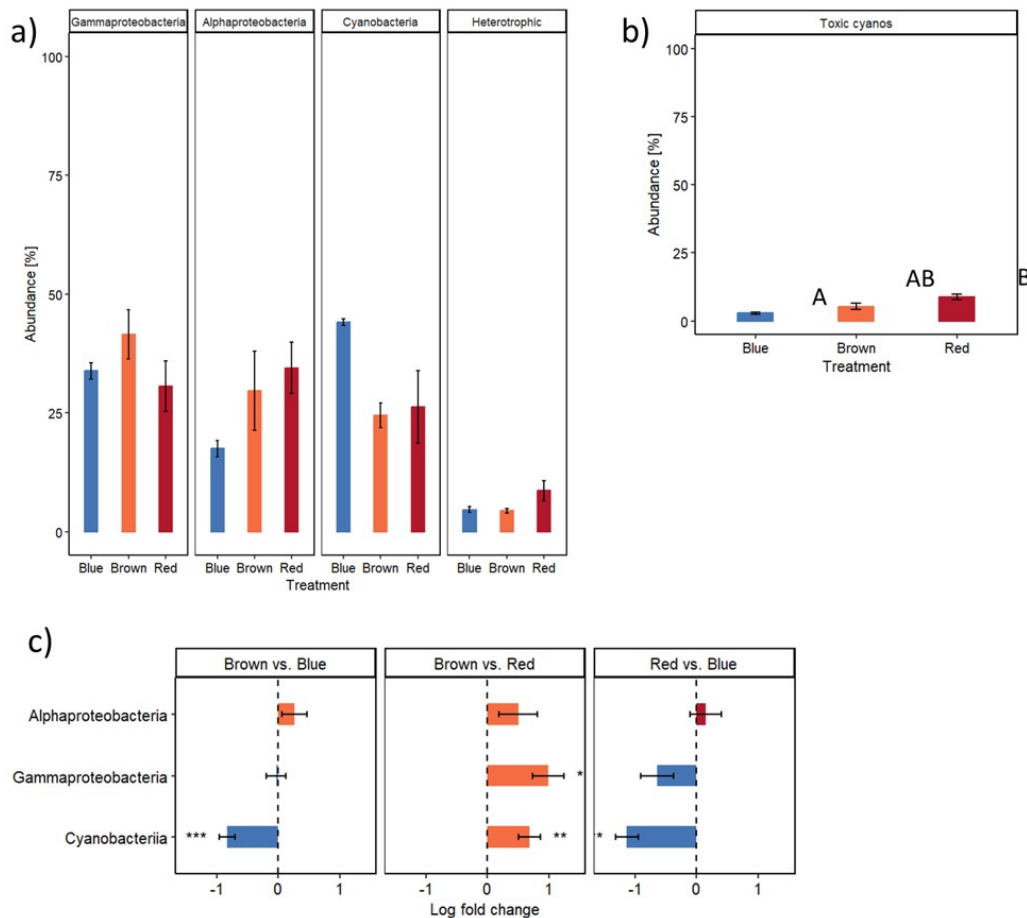 a)
Gammaproteobacteria Alphaproteobacteria Cyanobacteria Heterotrophic
100
75
50
25
0
Abundance [%]
Blue Brown Red Blue Brown Red Blue Brown Red Blue Brown Red
Treatment
b)
Toxic cyanos
100
75
50
25
0
Abundance [%]
A AB B
Blue Brown Red
Treatment
c)
Brown vs. Blue Brown vs. Red Red vs. Blue
Alphaproteobacteria
Gammaproteobacteria *
Cyanobacteriia *** ** *
-1 0 1 -1 0 1 -1 0 1
Log fold change